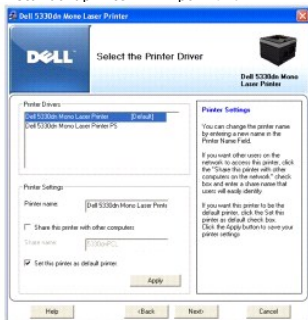 Dell 5330dn Mono Laser Printer
DELL
Select the Printer Driver
Dell 5330dn Mono
Laser Printer
Printer Drivers
Dell 5330dn Mono Laser Printer [Default]
Dell 5330dn Mono Laser Printer PS
Printer Settings
Printer name:
Dell 5330dn Mono Laser Printe
Share this printer with other computers
Share name:
Set this printer as default printer
Apply
Printer Settings
You can change the printer name
by entering a new name in the
Printer Name Field.
If you want other users on the
network to access this printer, click
the "Share this printer with other
computers on the network" check
box and enter a share name that
users will easily identify.
If you want this printer to be the
default printer, click the Set this
printer as default check box.
Click the Apply button to save your
printer settings
Help
<Back
Next>
Cancel